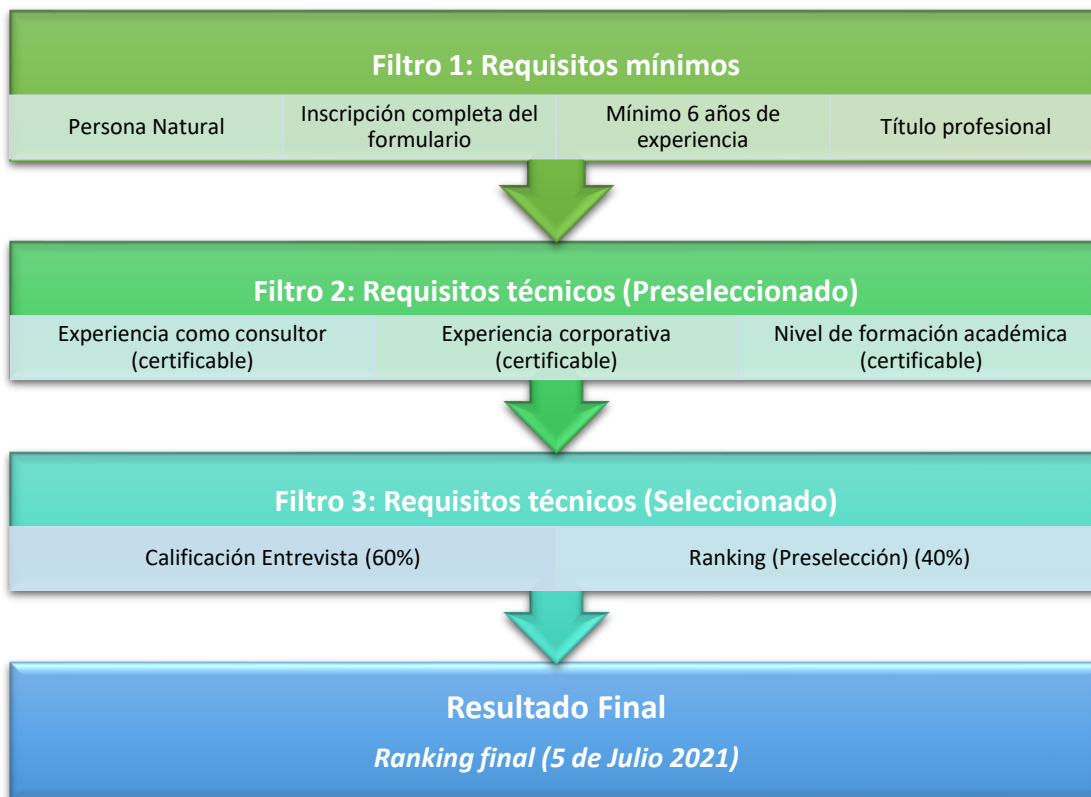 Filtro 1: Requisitos mínimos
Persona Natural
Inscripción completa del
formulario
Mínimo 6 años de
experiencia
Título profesional
Filtro 2: Requisitos técnicos (Preseleccionado)
Experiencia como consultor
(certificable)
Experiencia corporativa
(certificable)
Nivel de formación académica
(certificable)
Filtro 3: Requisitos técnicos (Seleccionado)
Calificación Entrevista (60%)
Ranking (Preselección) (40%)
Resultado Final
Ranking final (5 de Julio 2021)